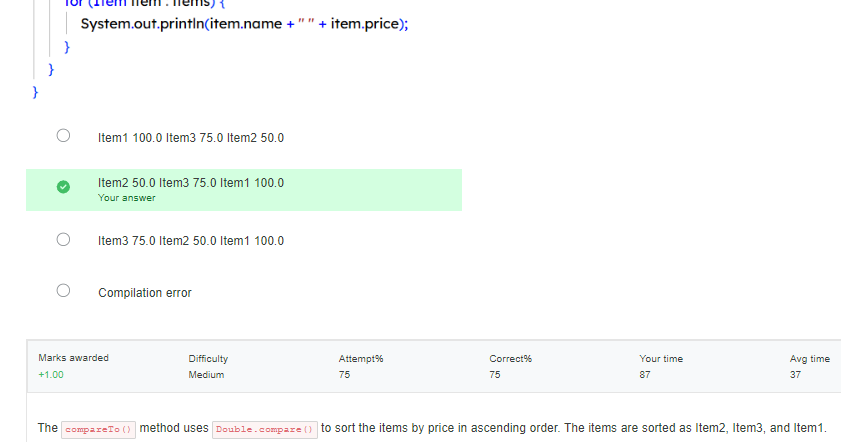 for (Item item : items) {
System.out.println(item.name + " " + item.price);
}
}
}
Item1 100.0 Item3 75.0 Item2 50.0
Item2 50.0 Item3 75.0 Item1 100.0
Your answer
Item3 75.0 Item2 50.0 Item1 100.0
Compilation error
Marks awarded Difficulty Attempt% Correct% Your time Avg time
+1.00 Medium 75 75 87 37
The compareTo() method uses Double.compare() to sort the items by price in ascending order. The items are sorted as Item2, Item3, and Item1.